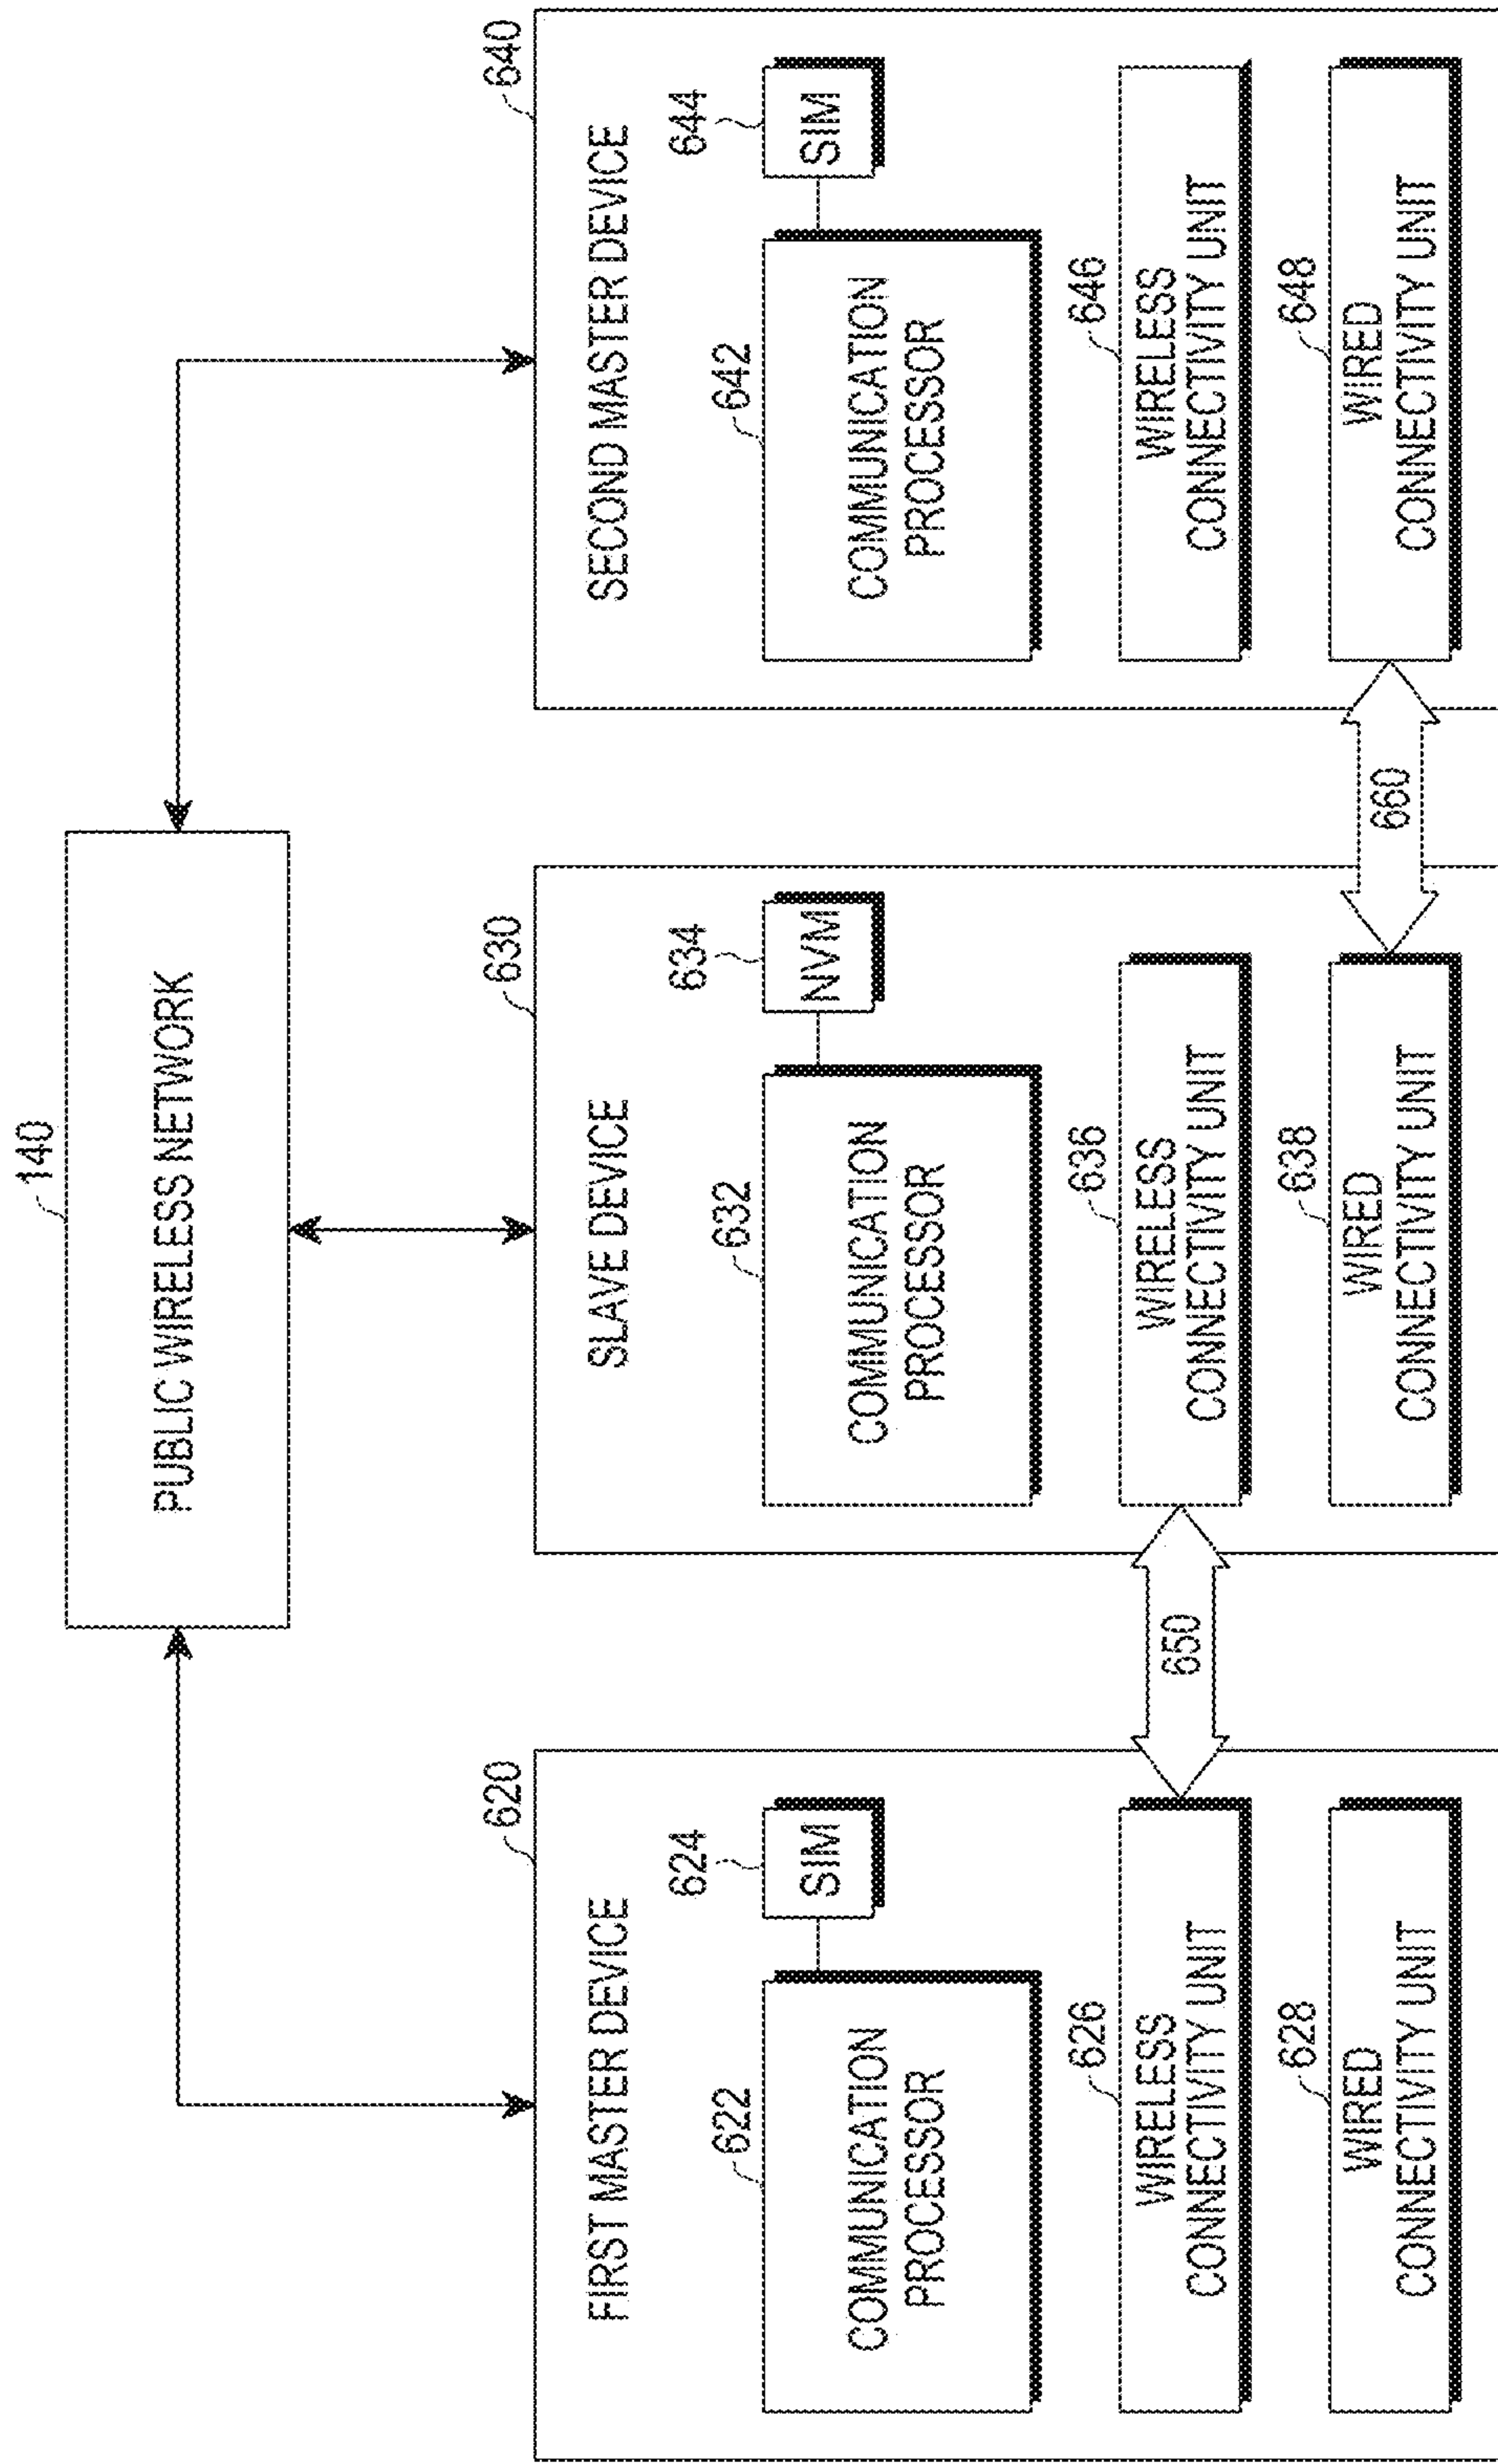 140
PUBLIC WIRELESS NETWORK
620
FIRST MASTER DEVICE
622
COMMUNICATION
PROCESSOR
624
SIM
626
WIRELESS
CONNECTIVITY UNIT
628
WIRED
CONNECTIVITY UNIT
650
630
SLAVE DEVICE
632
COMMUNICATION
PROCESSOR
634
NVM
636
WIRELESS
CONNECTIVITY UNIT
638
WIRED
CONNECTIVITY UNIT
660
640
SECOND MASTER DEVICE
642
COMMUNICATION
PROCESSOR
644
SIM
646
WIRELESS
CONNECTIVITY UNIT
648
WIRED
CONNECTIVITY UNIT